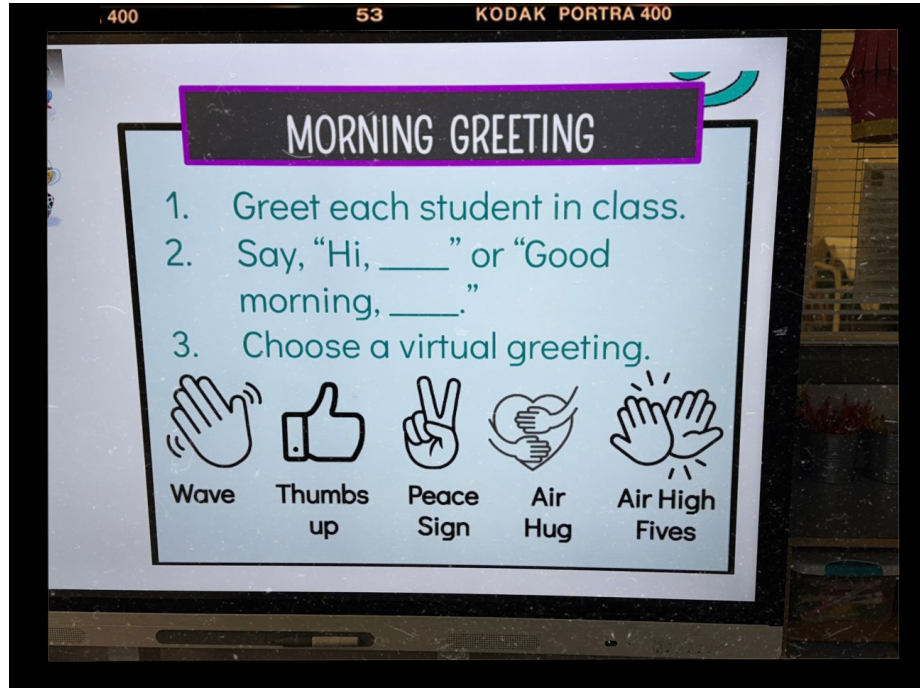 400 53 KODAK PORTRA 400
MORNING GREETING
1. Greet each student in class.
2. Say, “Hi, ____” or “Good
morning, ____.”
3. Choose a virtual greeting.
Wave Thumbs Peace Air Air High
up Sign Hug Fives